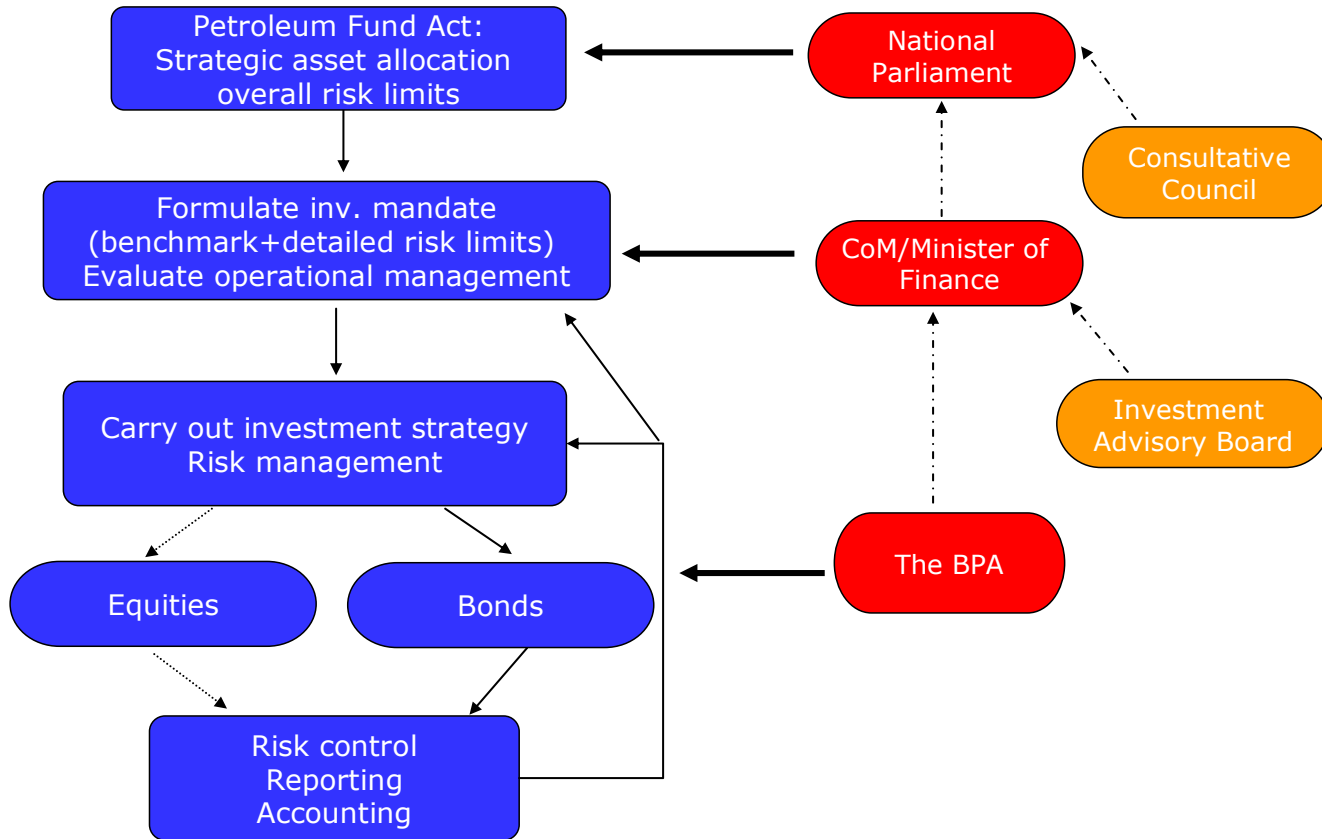 Petroleum Fund Act:
Strategic asset allocation
overall risk limits
National
Parliament
Consultative
Council
Formulate inv. mandate
(benchmark+detailed risk limits)
Evaluate operational management
CoM/Minister of
Finance
Carry out investment strategy
Risk management
Investment
Advisory Board
The BPA
Equities
Bonds
Risk control
Reporting
Accounting